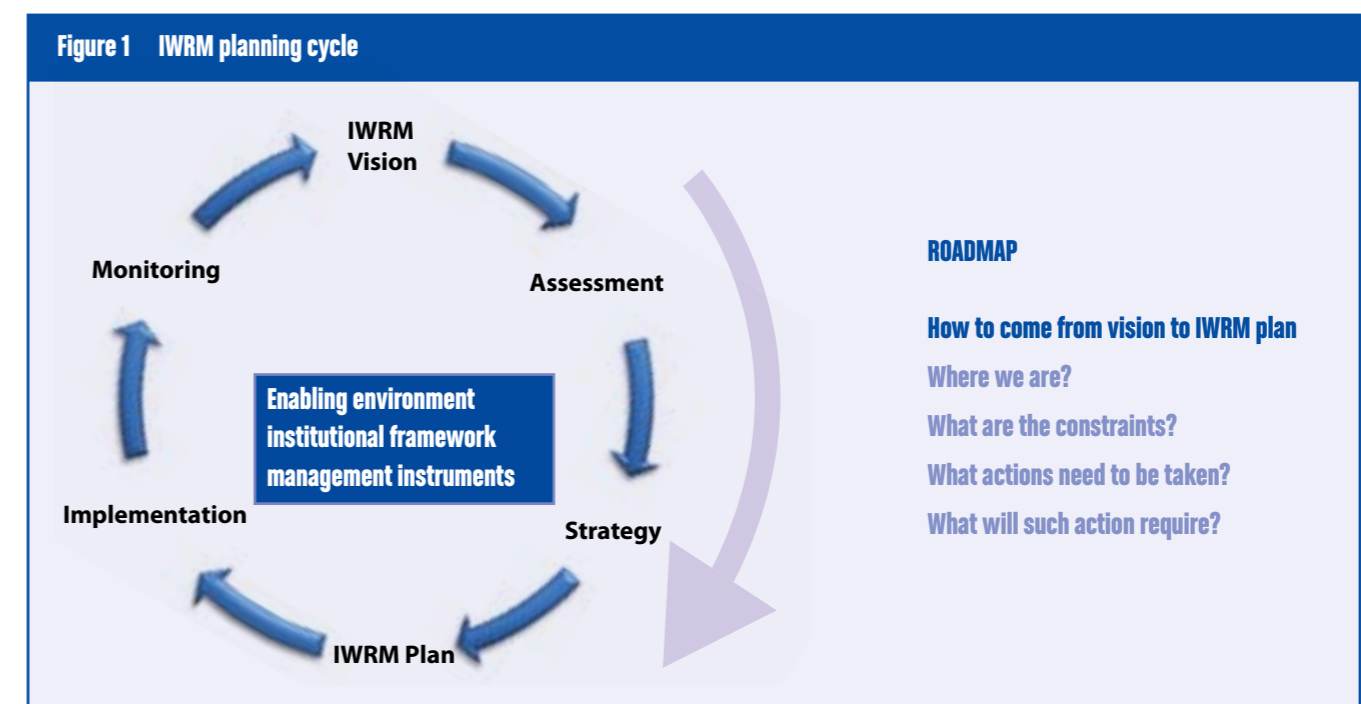 Figure 1 IWRM planning cycle
IWRM
Vision
Assessment
Strategy
IWRM Plan
Implementation
Monitoring
Enabling environment
institutional framework
management instruments
ROADMAP
How to come from vision to IWRM plan
Where we are?
What are the constraints?
What actions need to be taken?
What will such action require?